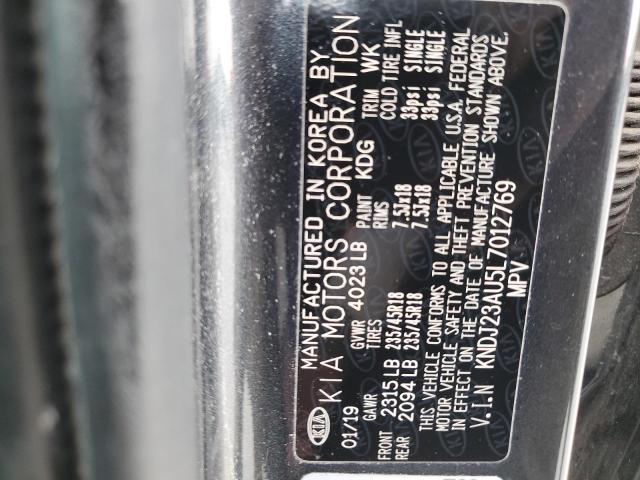 MANUFACTURED IN KOREA BY
KIA KIA MOTORS CORPORATION
01/19 GVWR 4023 LB PAINT KDG TRIM WK
GAWR TIRES RIMS COLD TIRE INFL
FRONT 2315 LB 235/45R18 7.5Jx18 33psi SINGLE
REAR 2094 LB 235/45R18 7.5Jx18 33psi SINGLE
THIS VEHICLE CONFORMS TO ALL APPLICABLE U.S.A. FEDERAL
MOTOR VEHICLE SAFETY AND THEFT PREVENTION STANDARDS
IN EFFECT ON THE DATE OF MANUFACTURE SHOWN ABOVE.
V.I.N KNDJ23AU5L7012769
MPV